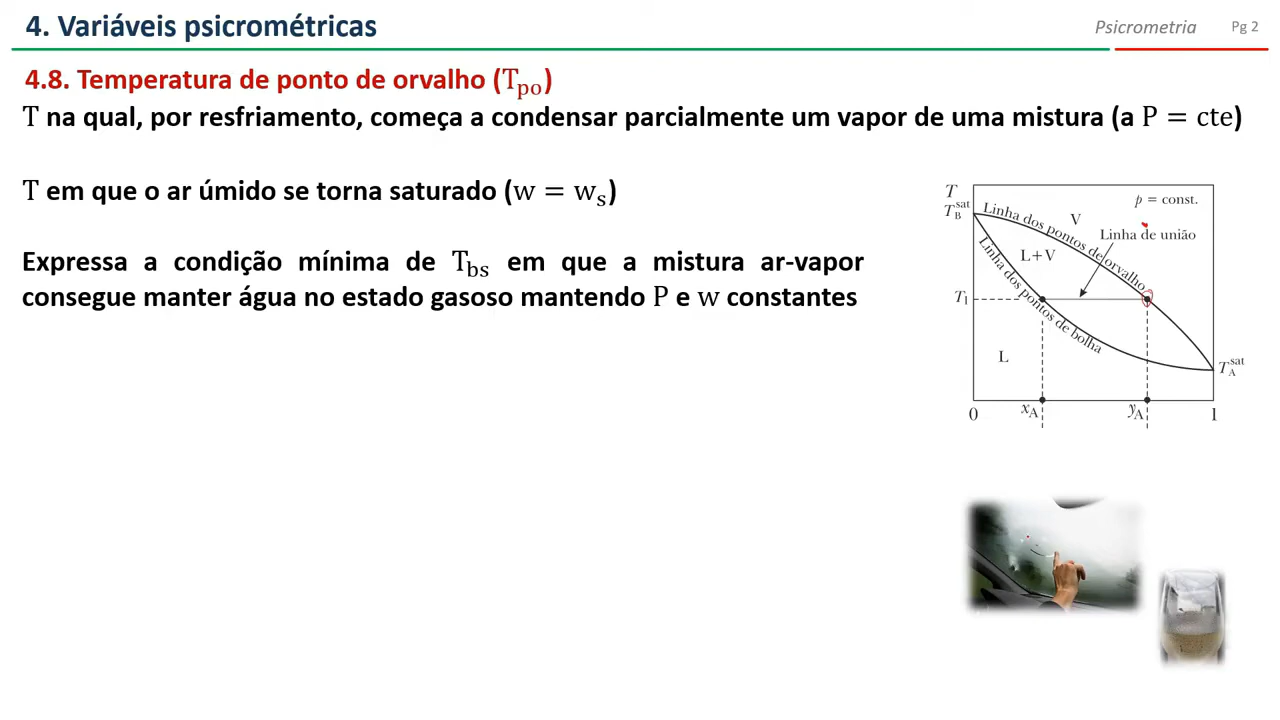 4. Variáveis psicrométricas
Psicrometria Pg 2
4.8. Temperatura de ponto de orvalho (Tpo)
T na qual, por resfriamento, começa a condensar parcialmente um vapor de uma mistura (a P = cte)
T em que o ar úmido se torna saturado (w = ws)
Expressa a condição mínima de Tbs em que a mistura ar-vapor
consegue manter água no estado gasoso mantendo P e w constantes
T
p = const.
TBsat
Linha dos pontos de orvalho
V
Linha de união
L+V
Linha dos pontos de bolha
T1
L
TAsat
0
xA
yA
1